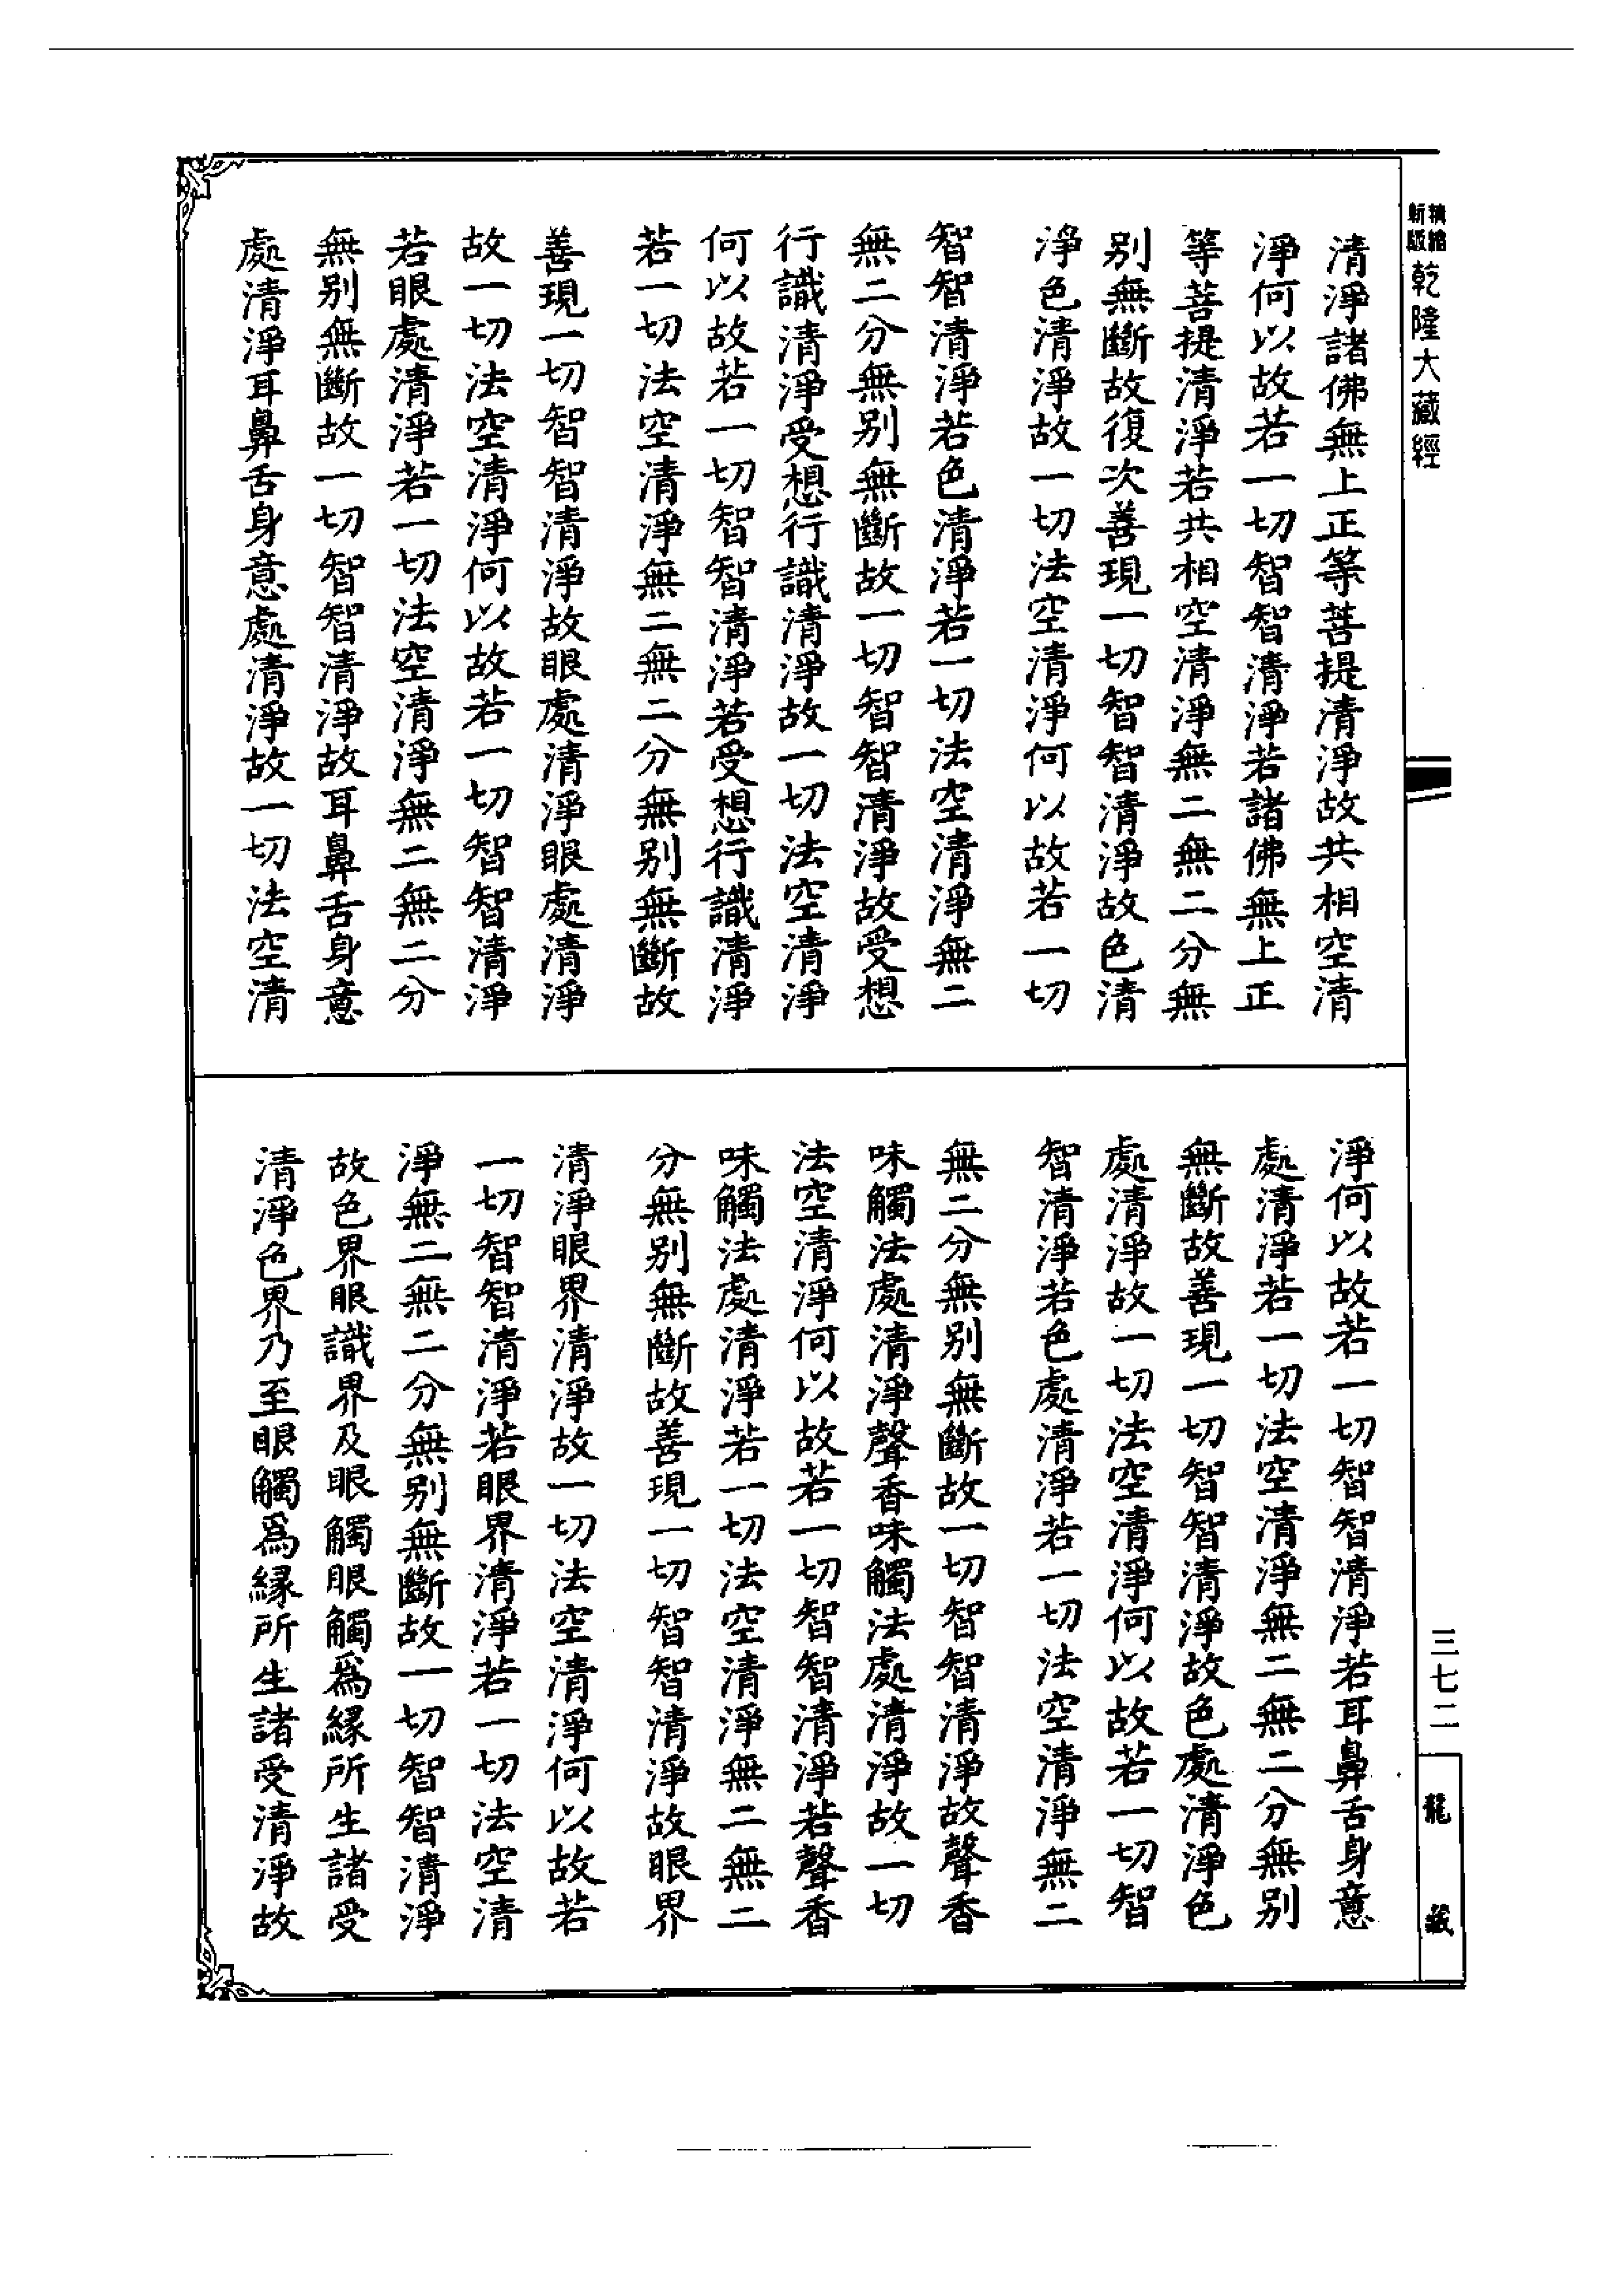 精縮新版乾隆大藏經
清淨諸佛無上正等菩提清淨故共相空清
淨何以故若一切智智清淨若諸佛無上正
等菩提清淨若共相空清淨無二無二分無
別無斷故復次善現一切智智清淨故色清
淨色清淨故一切法空清淨何以故若一切
智智清淨若色清淨若一切法空清淨無二
無二分無別無斷故一切智智清淨故受想
行識清淨受想行識清淨故一切法空清淨
何以故若一切智智清淨若受想行識清淨
若一切法空清淨無二無二分無別無斷故
善現一切智智清淨故眼處清淨眼處清淨
故一切法空清淨何以故若一切智智清淨
若眼處清淨若一切法空清淨無二無二分
無別無斷故一切智智清淨故耳鼻舌身意
處清淨耳鼻舌身意處清淨故一切法空清
淨何以故若一切智智清淨若耳鼻舌身意
處清淨若一切法空清淨無二無二分無別
無斷故善現一切智智清淨故色處清淨色
處清淨故一切法空清淨何以故若一切智
智清淨若色處清淨若一切法空清淨無二
無二分無別無斷故一切智智清淨故聲香
味觸法處清淨聲香味觸法處清淨故一切
法空清淨何以故若一切智智清淨若聲香
味觸法處清淨若一切法空清淨無二無二
分無別無斷故善現一切智智清淨故眼界
清淨眼界清淨故一切法空清淨何以故若
一切智智清淨若眼界清淨若一切法空清
淨無二無二分無別無斷故一切智智清淨
故色界眼識界及眼觸眼觸爲緣所生諸受
清淨色界乃至眼觸爲緣所生諸受清淨故
三七二
龍藏